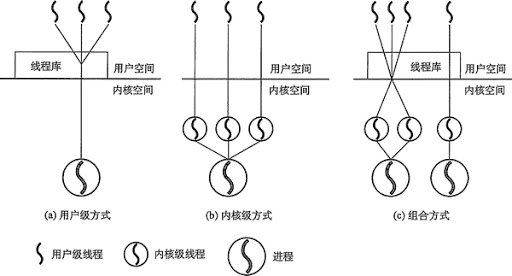 线程库
用户空间
内核空间
用户空间
内核空间
线程库
用户空间
内核空间
(a) 用户级方式
(b) 内核级方式
(c) 组合方式
用户级线程
内核级线程
进程